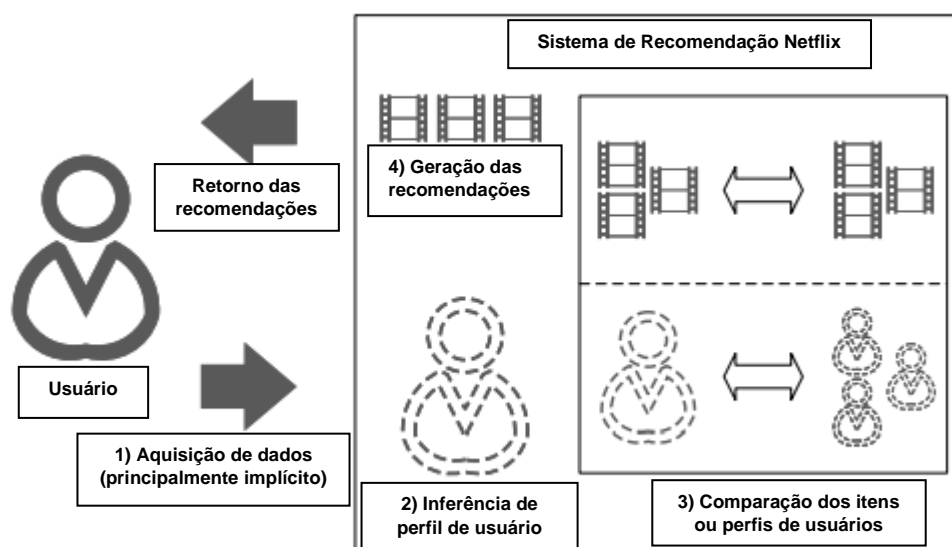 Sistema de Recomendação Netflix
4) Geração das
recomendações
Retorno das
recomendações
Usuário
1) Aquisição de dados
(principalmente implícito)
2) Inferência de
perfil de usuário
3) Comparação dos itens
ou perfis de usuários